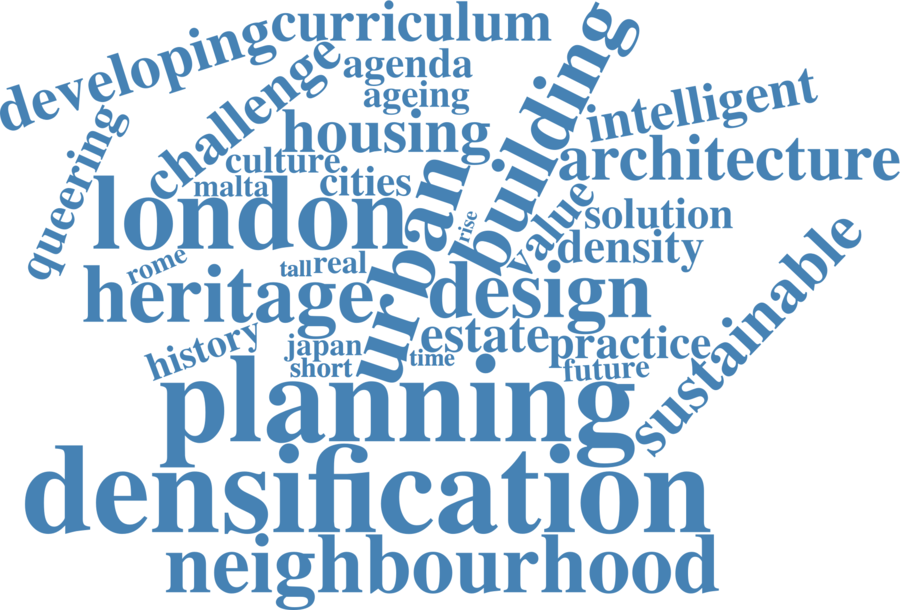 curriculum
developing
challenge
agenda
ageing
building
intelligent
queering
housing
architecture
culture
malta
cities
london
urban
rise
value
solution
density
rome
tall
real
heritage
design
sustainable
history
japan
short
time
estate
practice
future
planning
densification
neighbourhood